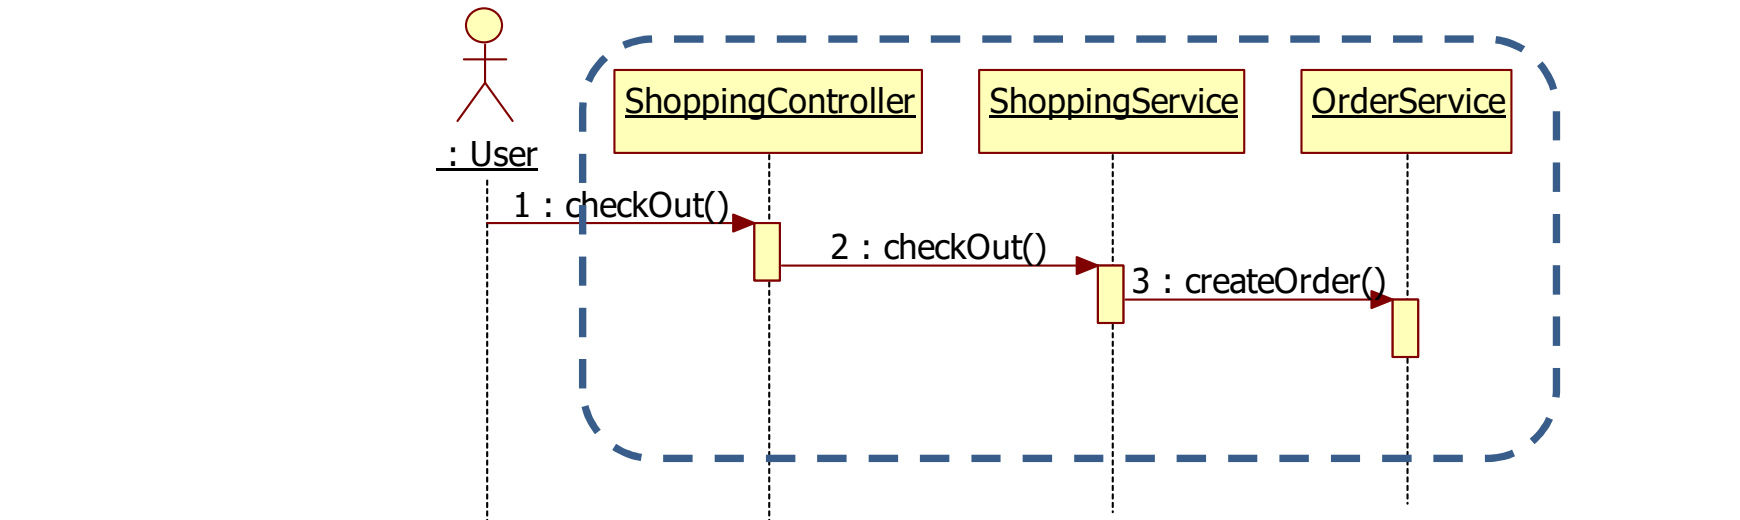 ShoppingController
ShoppingService
OrderService
: User
1 : checkOut()
2 : checkOut()
3 : createOrder()